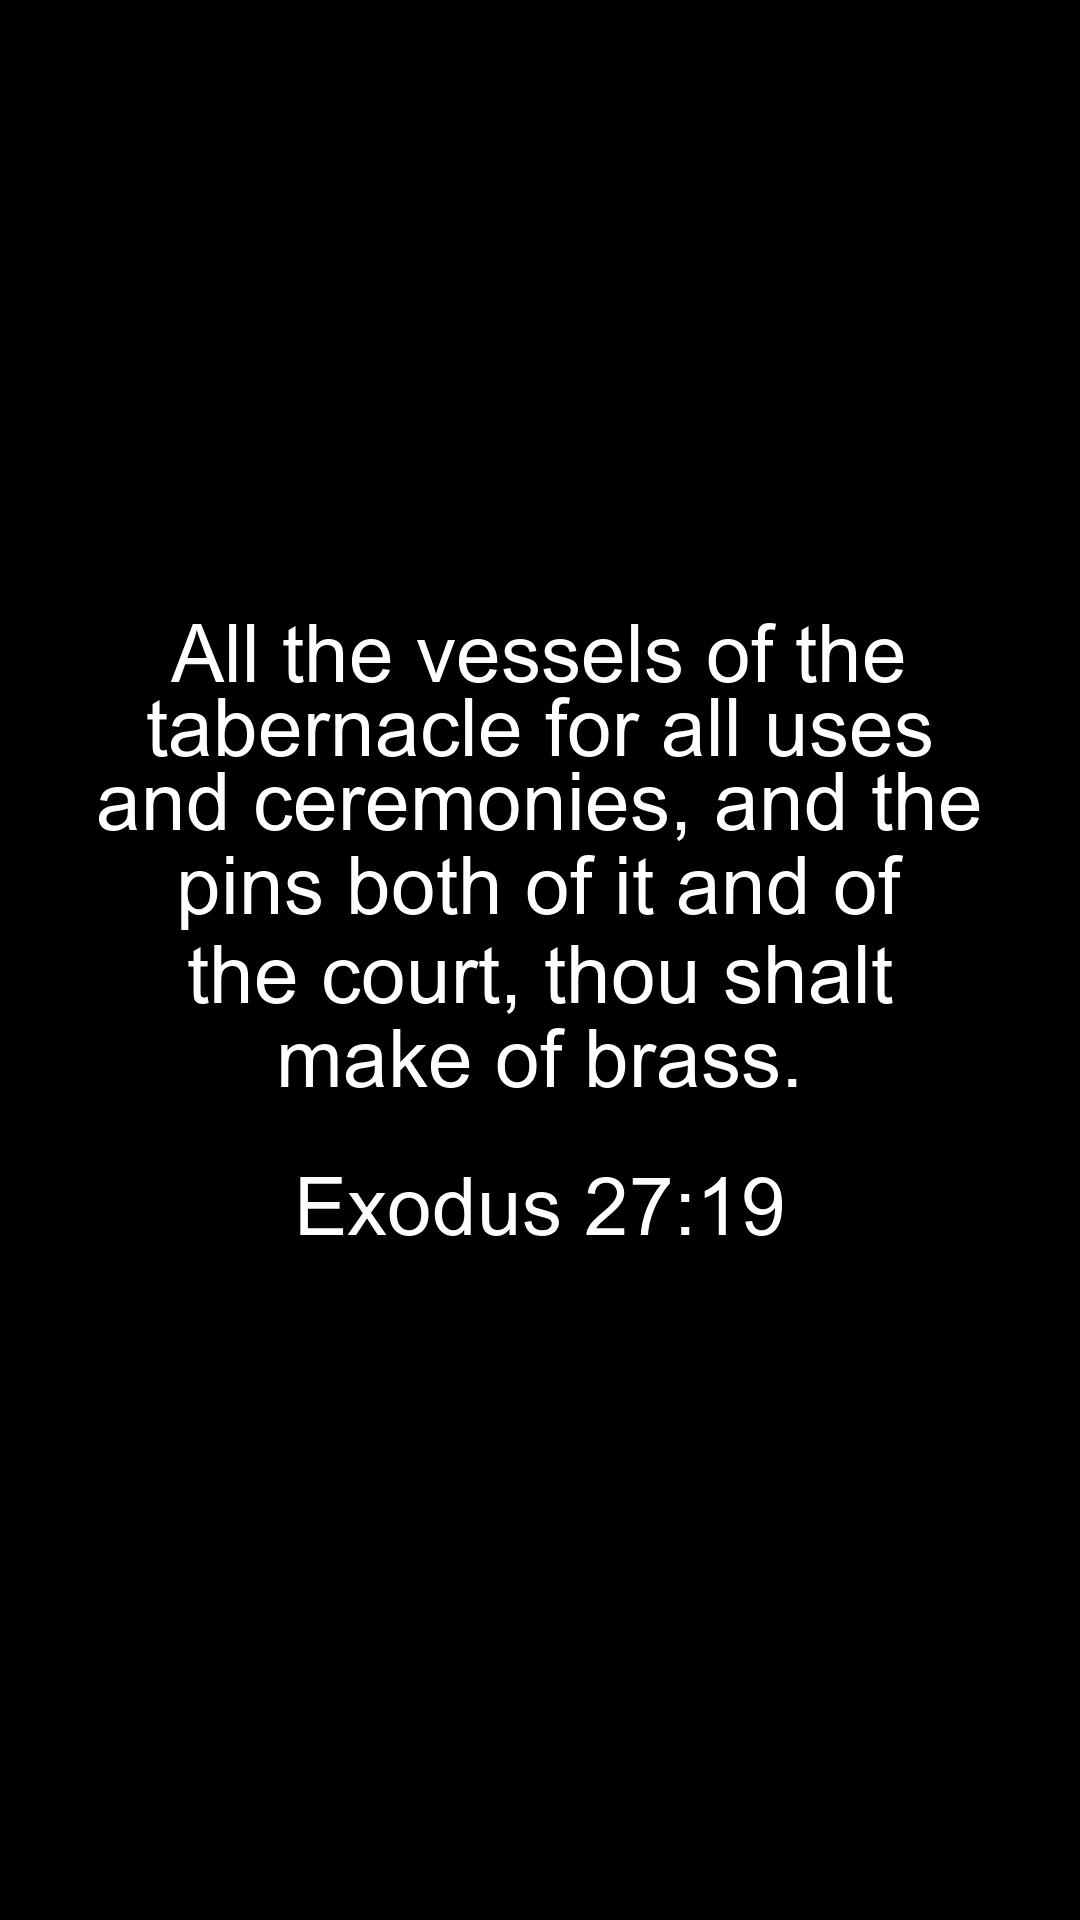 All the vessels of the
tabernacle for all uses
and ceremonies, and the
pins both of it and of
the court, thou shalt
make of brass.
Exodus 27:19